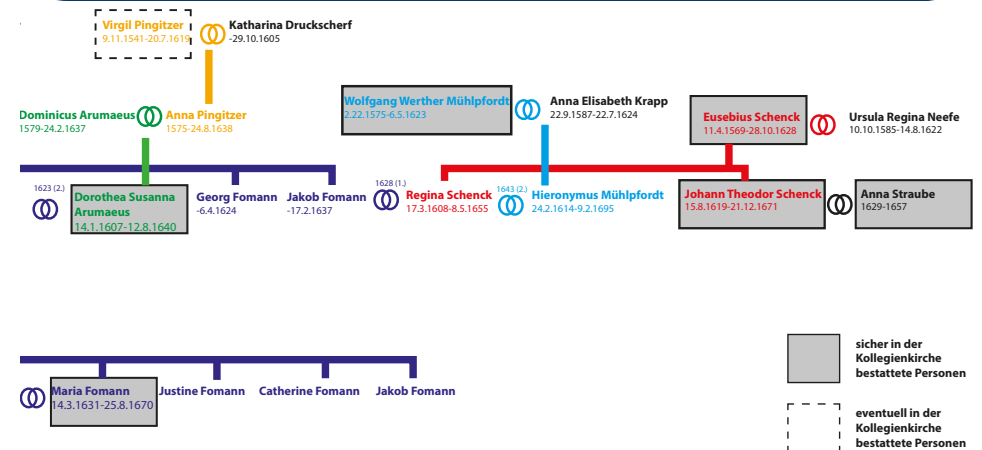 Virgil Pingitzer
9.11.1541-20.7.1619
Katharina Druckscherf
-29.10.1605
Dominicus Arumaeus
1579-24.2.1637
Anna Pingitzer
1575-24.8.1638
Wolfgang Werther Mühlpfordt
2.22.1575-6.5.1623
Anna Elisabeth Krapp
22.9.1587-22.7.1624
Eusebius Schenck
11.4.1569-28.10.1628
Ursula Regina Neefe
10.10.1585-14.8.1622
1623 (2.)
Dorothea Susanna
Arumaeus
14.1.1607-12.8.1640
Georg Fomann
-6.4.1624
Jakob Fomann
-17.2.1637
1628 (1.)
Regina Schenck
17.3.1608-8.5.1655
1643 (2.)
Hieronymus Mühlpfordt
24.2.1614-9.2.1695
Johann Theodor Schenck
15.8.1619-21.12.1671
Anna Straube
1629-1657
Maria Fomann
14.3.1631-25.8.1670
Justine Fomann
Catherine Fomann
Jakob Fomann
sicher in der
Kollegienkirche
bestattete Personen
eventuell in der
Kollegienkirche
bestattete Personen